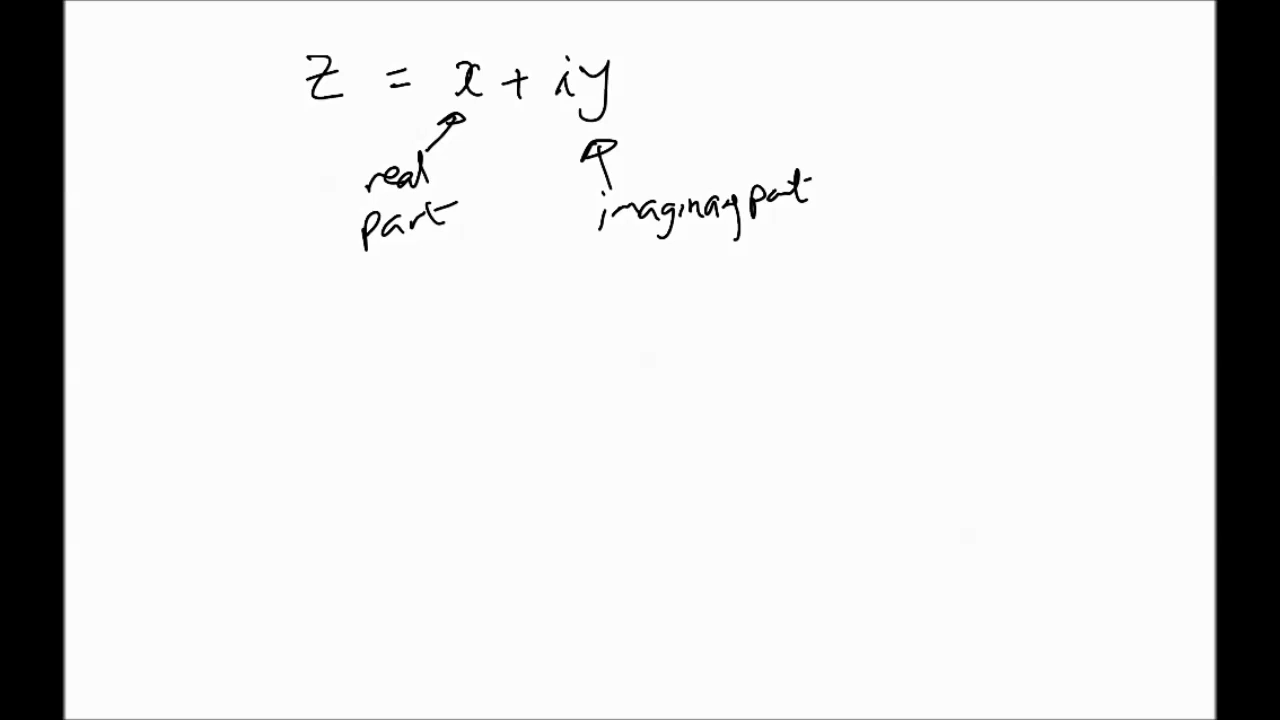 z = x + iy
real
part
imaginary part